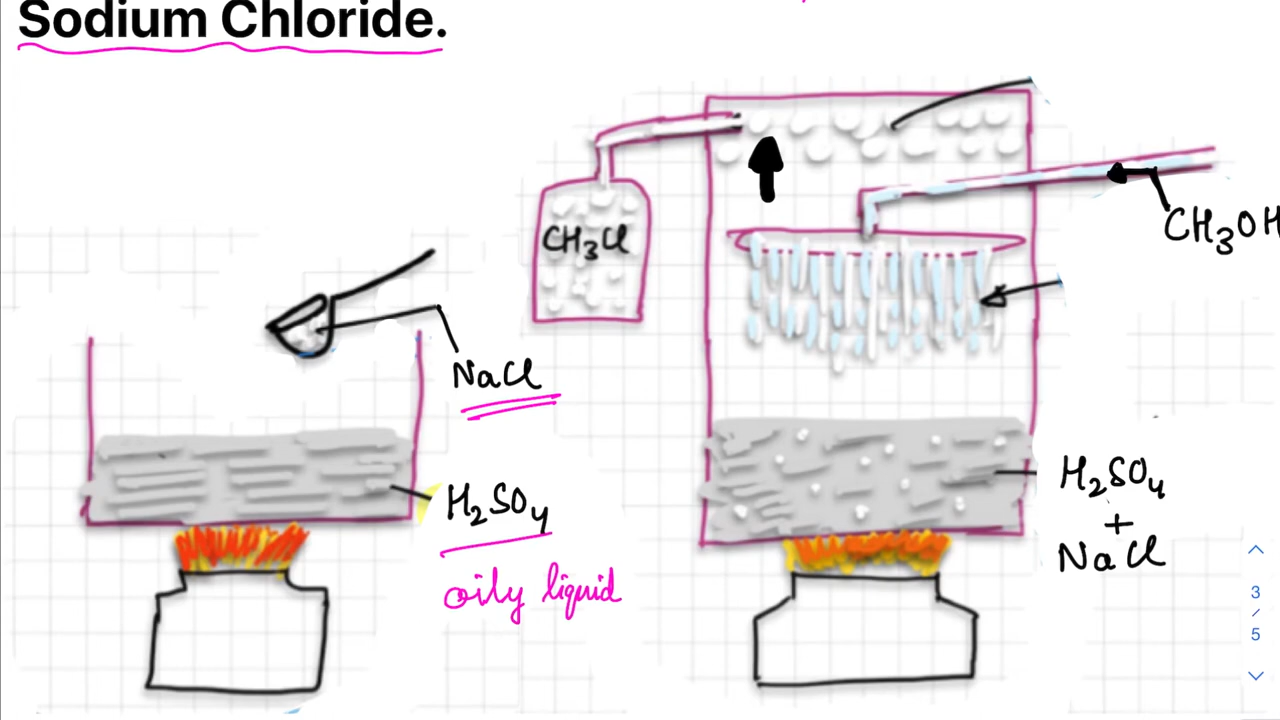 Sodium Chloride.
CH₃Cl
CH₃OH
NaCl
H₂SO₄
oily liquid
H₂SO₄
+
NaCl
3
/
5